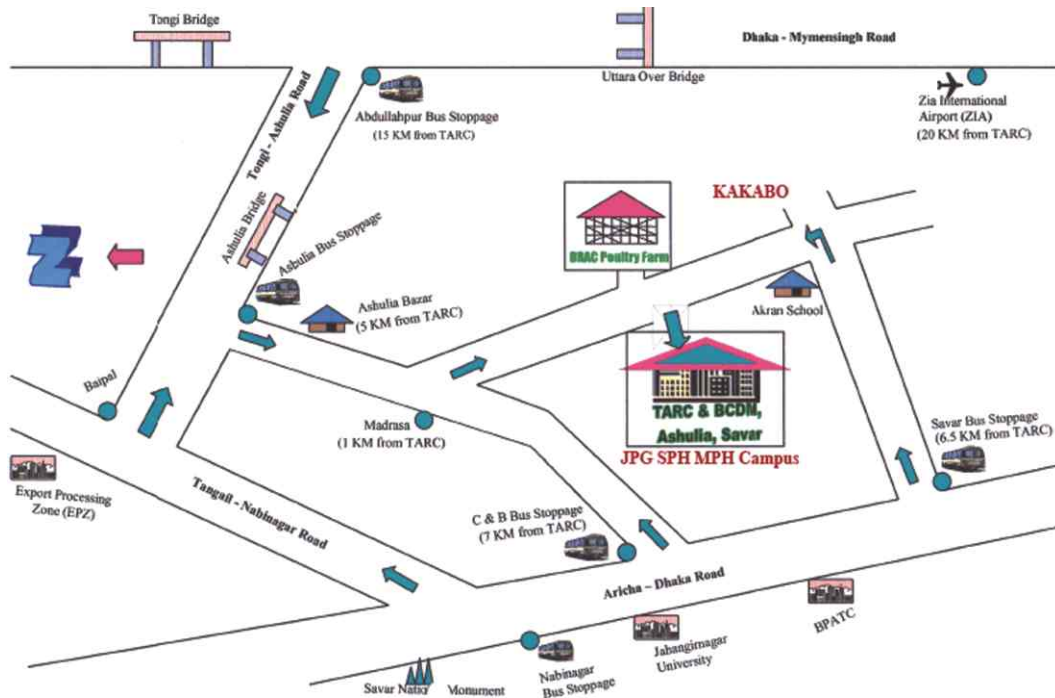 Tongi Bridge
Dhaka - Mymensingh Road
Uttara Over Bridge
Zia International
Airport (ZIA)
(20 KM from TARC)
Abdullahpur Bus Stoppage
(15 KM from TARC)
Tongi - Ashulia Road
KAKABO
Ashulia Bridge
Ashulia Bus Stoppage
BRAC Poultry Farm
Z
Ashulia Bazar
(5 KM from TARC)
Akran School
Baipal
Madrasa
(1 KM from TARC)
TARC & BCDM,
Ashulia, Savar
JPG SPH MPH Campus
Savar Bus Stoppage
(6.5 KM from TARC)
Export Processing
Zone (EPZ)
Tangail - Nabinagar Road
C & B Bus Stoppage
(7 KM from TARC)
Aricha - Dhaka Road
BPATC
Jahangirnagar
University
Nabinagar
Bus Stoppage
Savar Natio Monument